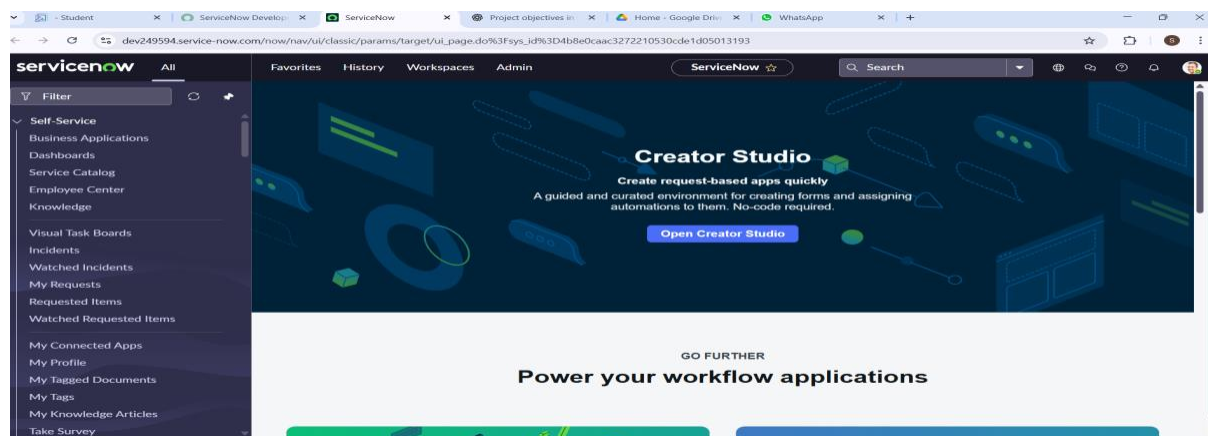 - Student
ServiceNow Develop
ServiceNow
Project objectives in
Home - Google Driv
WhatsApp
dev249594.service-now.com/now/nav/ui/classic/params/target/ui_page.do%3Fsys_id%3D4b8e0caac3272210530cde1d05013193
servicenow All Favorites History Workspaces Admin ServiceNow Search
Filter
Self-Service
Business Applications
Dashboards
Service Catalog
Employee Center
Knowledge
Visual Task Boards
Incidents
Watched Incidents
My Requests
Requested Items
Watched Requested Items
My Connected Apps
My Profile
My Tagged Documents
My Tags
My Knowledge Articles
Take Survey
Creator Studio
Create request-based apps quickly
A guided and curated environment for creating forms and assigning
automations to them. No-code required.
Open Creator Studio
GO FURTHER
Power your workflow applications